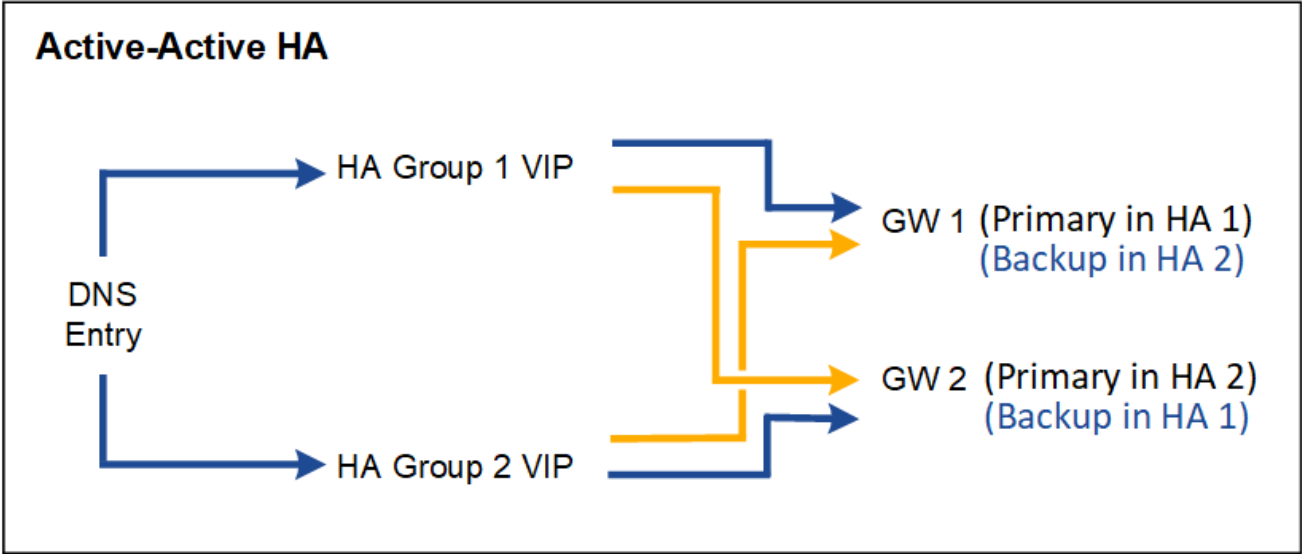 Active-Active HA
HA Group 1 VIP
GW 1 (Primary in HA 1)
(Backup in HA 2)
DNS
Entry
GW 2 (Primary in HA 2)
(Backup in HA 1)
HA Group 2 VIP